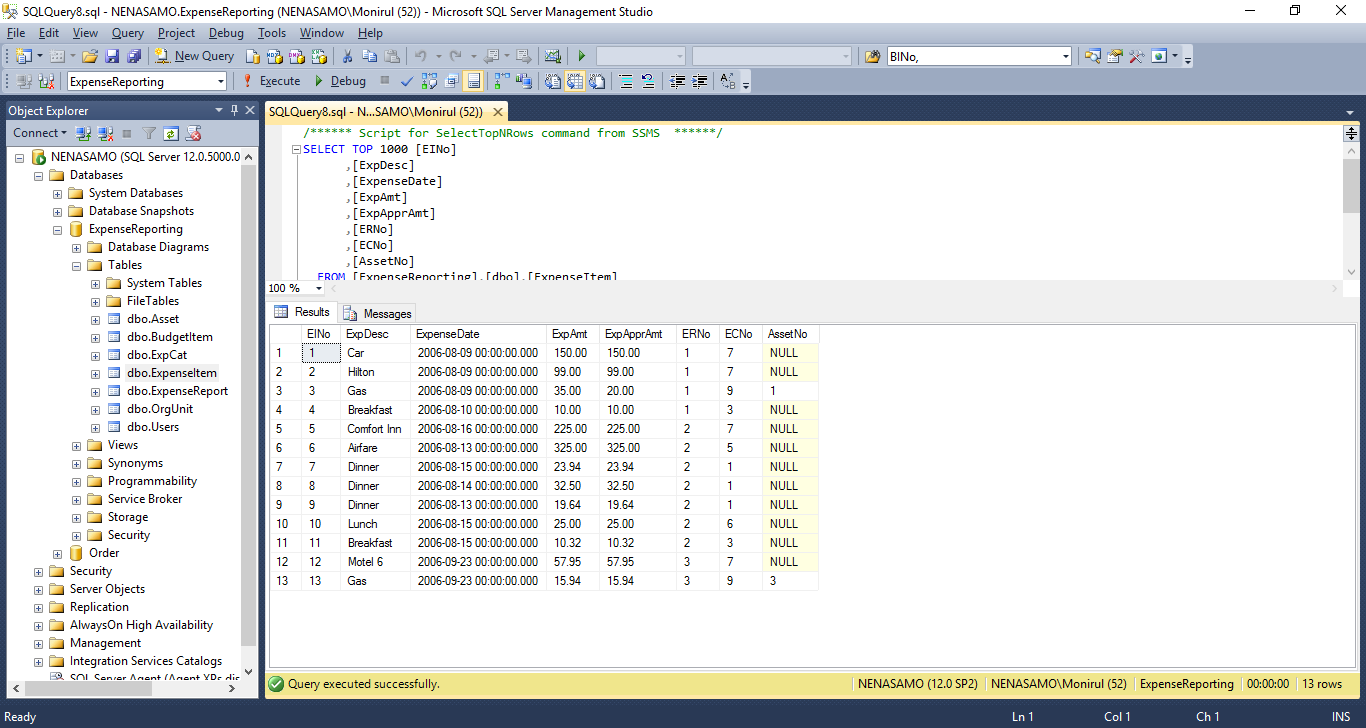 SQLQuery8.sql - NENASAMO.ExpenseReporting (NENASAMO\Monirul (52)) - Microsoft SQL Server Management Studio
File Edit View Query Project Debug Tools Window Help
New Query BINo,
ExpenseReporting Execute Debug
Object Explorer
Connect
NENASAMO (SQL Server 12.0.5000.0
Databases
System Databases
Database Snapshots
ExpenseReporting
Database Diagrams
Tables
System Tables
FileTables
dbo.Asset
dbo.BudgetItem
dbo.ExpCat
dbo.ExpenseItem
dbo.ExpenseReport
dbo.OrgUnit
dbo.Users
Views
Synonyms
Programmability
Service Broker
Storage
Security
Order
Security
Server Objects
Replication
AlwaysOn High Availability
Management
Integration Services Catalogs
SQL Server Agent (Agent XPs dis
SQLQuery8.sql - N...SAMO\Monirul (52))
/****** Script for SelectTopNRows command from SSMS ******/
SELECT TOP 1000 [EINo]
,[ExpDesc]
,[ExpenseDate]
,[ExpAmt]
,[ExpApprAmt]
,[ERNo]
,[ECNo]
,[AssetNo]
FROM [ExpenseReporting].[dbo].[ExpenseItem]
100 %
Results Messages
EINo ExpDesc ExpenseDate ExpAmt ExpApprAmt ERNo ECNo AssetNo
1 1 Car 2006-08-09 00:00:00.000 150.00 150.00 1 7 NULL
2 2 Hilton 2006-08-09 00:00:00.000 99.00 99.00 1 7 NULL
3 3 Gas 2006-08-09 00:00:00.000 35.00 20.00 1 9 1
4 4 Breakfast 2006-08-10 00:00:00.000 10.00 10.00 1 3 NULL
5 5 Comfort Inn 2006-08-16 00:00:00.000 225.00 225.00 2 7 NULL
6 6 Airfare 2006-08-13 00:00:00.000 325.00 325.00 2 5 NULL
7 7 Dinner 2006-08-15 00:00:00.000 23.94 23.94 2 1 NULL
8 8 Dinner 2006-08-14 00:00:00.000 32.50 32.50 2 1 NULL
9 9 Dinner 2006-08-13 00:00:00.000 19.64 19.64 2 1 NULL
10 10 Lunch 2006-08-15 00:00:00.000 25.00 25.00 2 6 NULL
11 11 Breakfast 2006-08-15 00:00:00.000 10.32 10.32 2 3 NULL
12 12 Motel 6 2006-09-23 00:00:00.000 57.95 57.95 3 7 NULL
13 13 Gas 2006-09-23 00:00:00.000 15.94 15.94 3 9 3
Query executed successfully. NENASAMO (12.0 SP2) NENASAMO\Monirul (52) ExpenseReporting 00:00:00 13 rows
Ready Ln 1 Col 1 Ch 1 INS